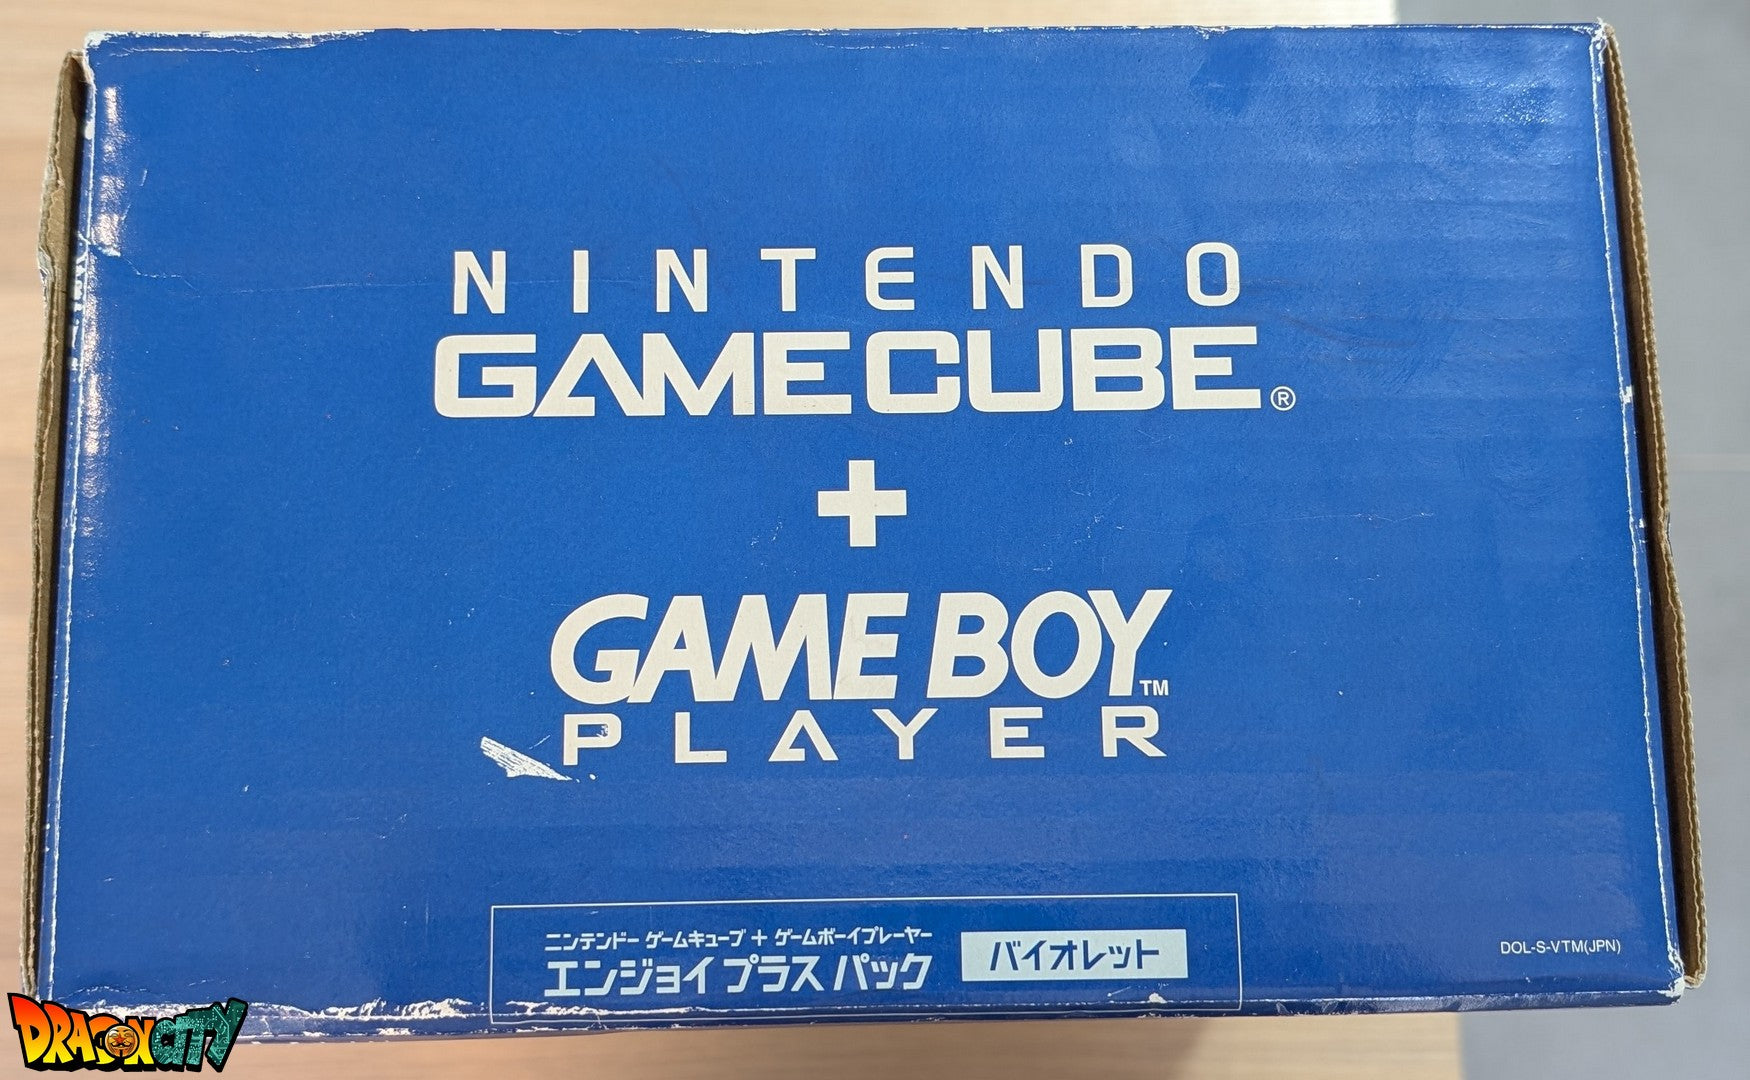 NINTENDO
GAMECUBE®
+
GAME BOY™
PLAYER
ニンテンドー ゲームキューブ + ゲームボーイプレーヤー
エンジョイ プラス パック
バイオレット
DOL-S-VTM(JPN)
DRAGON CITY